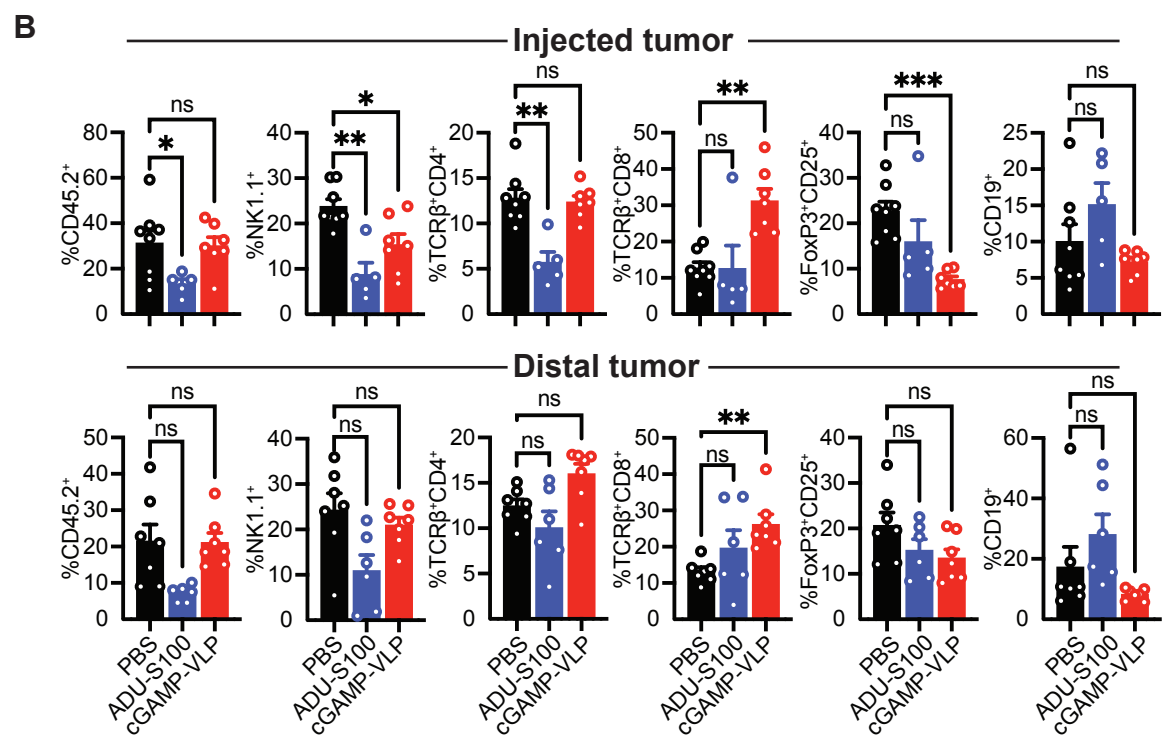 B
Injected tumor
%CD45.2⁺
80
60
40
20
0
ns
*
%NK1.1⁺
40
30
20
10
0
*
**
%TCRβ⁺CD4⁺
20
15
10
5
0
ns
**
%TCRβ⁺CD8⁺
50
40
30
20
10
0
**
ns
%FoxP3⁺CD25⁺
40
30
20
10
0
***
ns
%CD19⁺
25
20
15
10
5
0
ns
ns
Distal tumor
%CD45.2⁺
50
40
30
20
10
0
ns
ns
PBS
ADU-S100
cGAMP-VLP
%NK1.1⁺
40
30
20
10
0
ns
ns
PBS
ADU-S100
cGAMP-VLP
%TCRβ⁺CD4⁺
20
15
10
5
0
ns
ns
PBS
ADU-S100
cGAMP-VLP
%TCRβ⁺CD8⁺
50
40
30
20
10
0
**
ns
PBS
ADU-S100
cGAMP-VLP
%FoxP3⁺CD25⁺
40
30
20
10
0
ns
ns
PBS
ADU-S100
cGAMP-VLP
%CD19⁺
60
40
20
0
ns
ns
PBS
ADU-S100
cGAMP-VLP